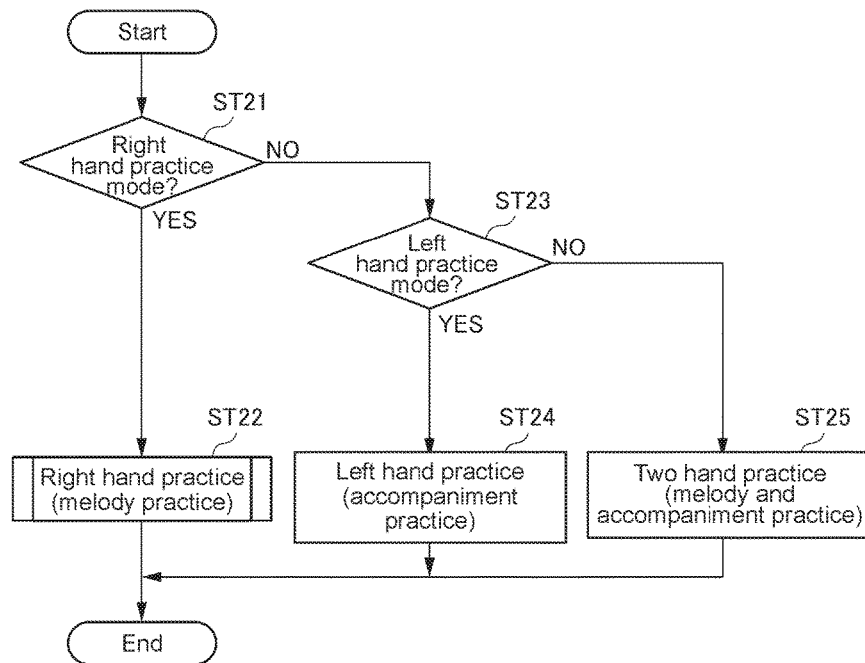 Start
ST21
Right
hand practice
mode?
NO
YES
ST23
Left
hand practice
mode?
NO
YES
ST22
Right hand practice
(melody practice)
ST24
Left hand practice
(accompaniment
practice)
ST25
Two hand practice
(melody and
accompaniment practice)
End